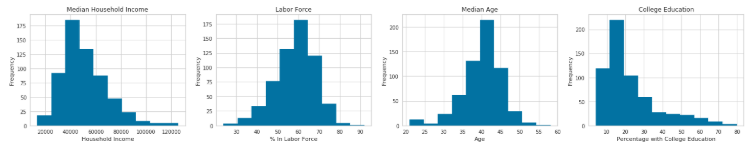 Median Household Income
175
150
125
100
75
50
25
0
Frequency
20000 40000 60000 80000 100000 120000
Household Income
Labor Force
175
150
125
100
75
50
25
0
Frequency
30 40 50 60 70 80 90
% In Labor Force
Median Age
200
150
100
50
0
Frequency
20 25 30 35 40 45 50 55 60
Age
College Education
200
150
100
50
0
Frequency
10 20 30 40 50 60 70 80
Percentage with College Education